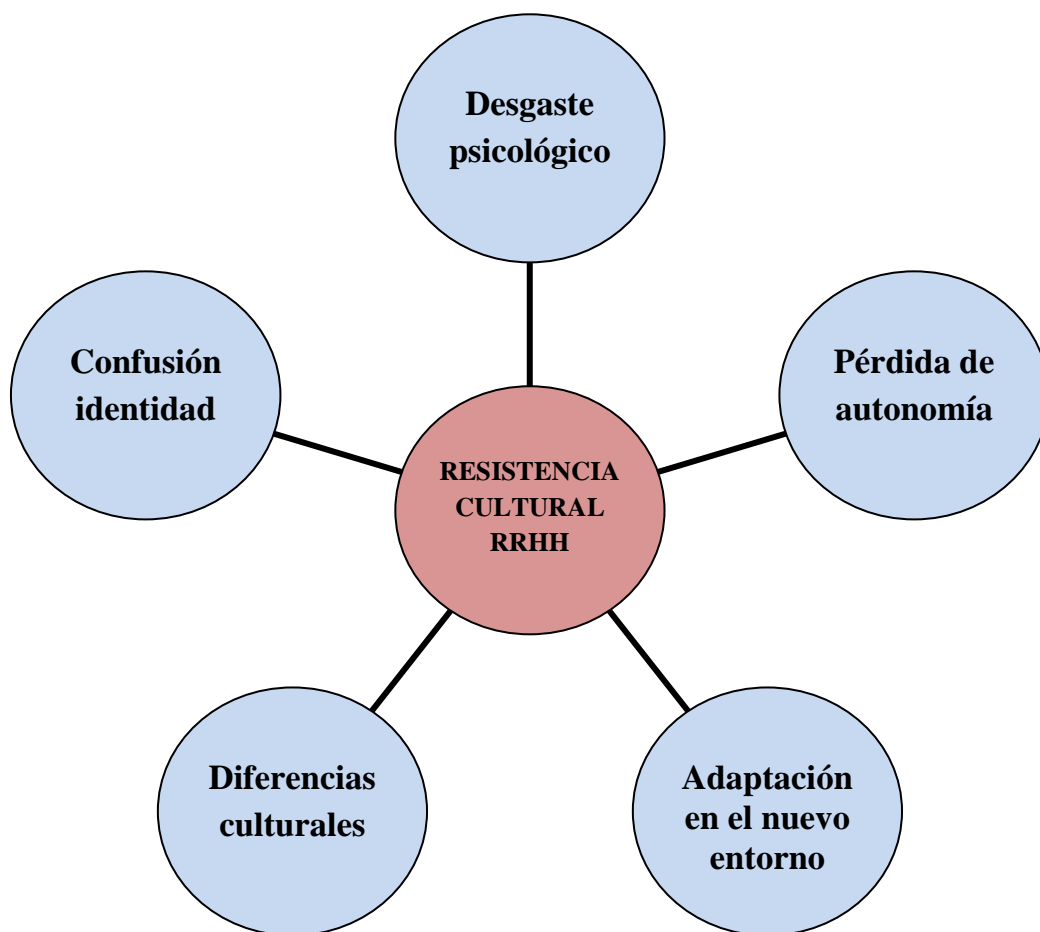 Desgaste
psicológico
Confusión
identidad
Pérdida de
autonomía
RESISTENCIA
CULTURAL
RRHH
Diferencias
culturales
Adaptación
en el nuevo
entorno